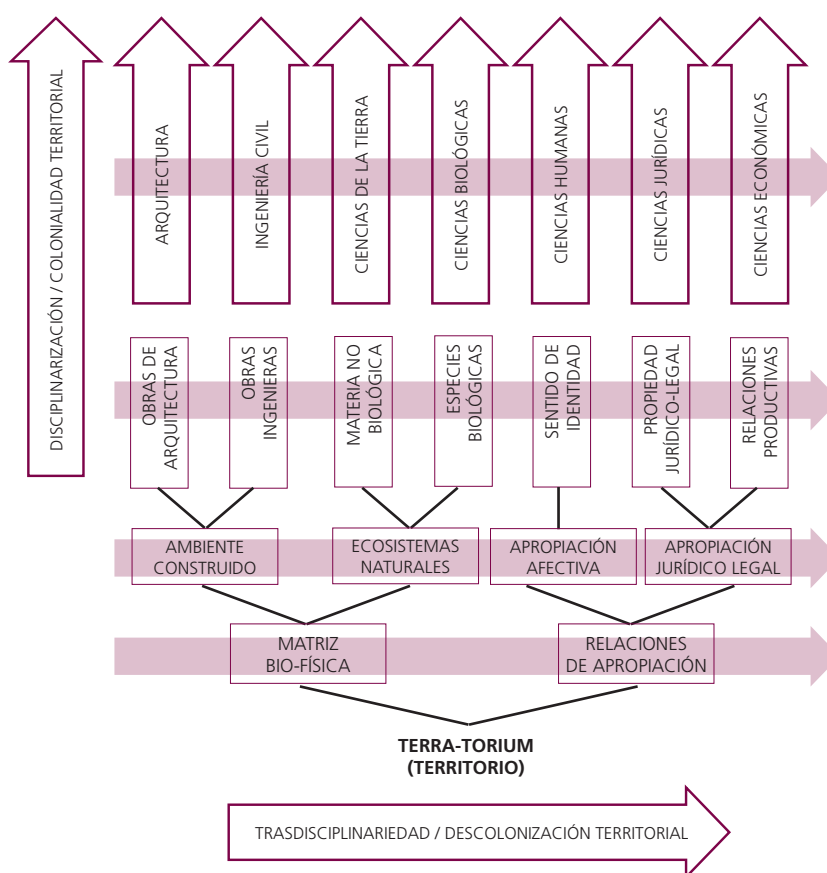 DISCIPLINARIZACIÓN / COLONIALIDAD TERRITORIAL
ARQUITECTURA
INGENIERÍA CIVIL
CIENCIAS DE LA TIERRA
CIENCIAS BIOLÓGICAS
CIENCIAS HUMANAS
CIENCIAS JURÍDICAS
CIENCIAS ECONÓMICAS
OBRAS DE
ARQUITECTURA
OBRAS
INGENIERAS
MATERIA NO
BIOLÓGICA
ESPECIES
BIOLÓGICAS
SENTIDO DE
IDENTIDAD
PROPIEDAD
JURÍDICO-LEGAL
RELACIONES
PRODUCTIVAS
AMBIENTE
CONSTRUIDO
ECOSISTEMAS
NATURALES
APROPIACIÓN
AFECTIVA
APROPIACIÓN
JURÍDICO LEGAL
MATRIZ
BIO-FÍSICA
RELACIONES
DE APROPIACIÓN
TERRA-TORIUM
(TERRITORIO)
TRASDISCIPLINARIEDAD / DESCOLONIZACIÓN TERRITORIAL